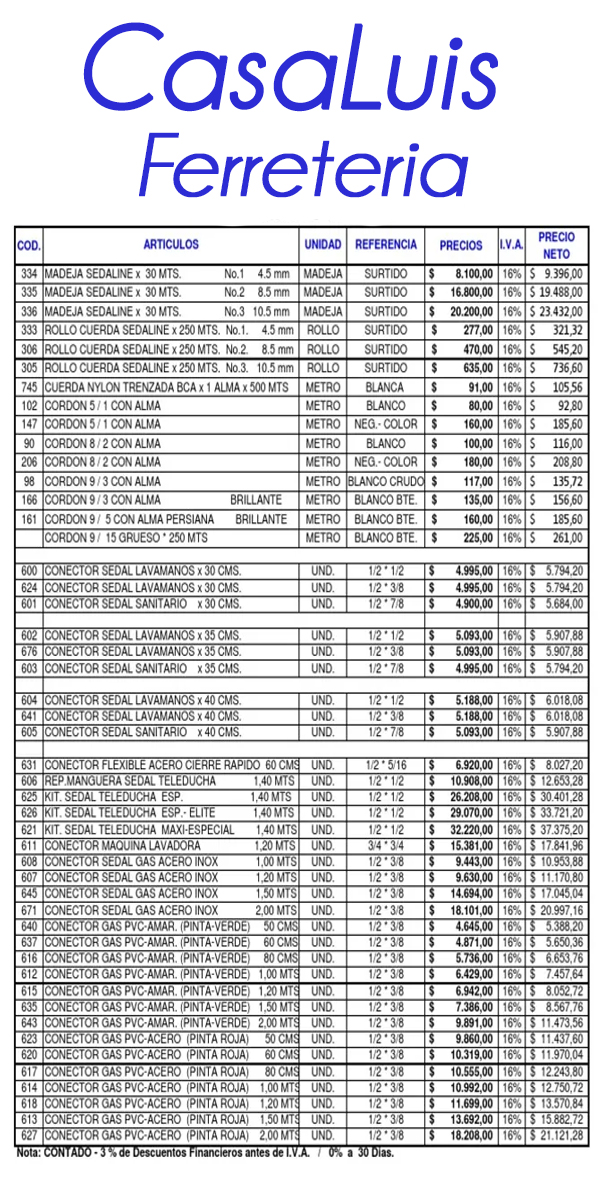 CasaLuis
Ferreteria
COD. ARTICULOS UNIDAD REFERENCIA PRECIOS I.V.A. PRECIO NETO
334 MADEJA SEDALINE x 30 MTS. No.1 4.5 mm MADEJA SURTIDO $ 8.100,00 16% $ 9.396,00
335 MADEJA SEDALINE x 30 MTS. No.2 8.5 mm MADEJA SURTIDO $ 16.800,00 16% $ 19.488,00
336 MADEJA SEDALINE x 30 MTS. No.3 10.5 mm MADEJA SURTIDO $ 20.200,00 16% $ 23.432,00
333 ROLLO CUERDA SEDALINE x 250 MTS. No.1. 4.5 mm ROLLO SURTIDO $ 277,00 16% $ 321,32
306 ROLLO CUERDA SEDALINE x 250 MTS. No.2. 8.5 mm ROLLO SURTIDO $ 470,00 16% $ 545,20
305 ROLLO CUERDA SEDALINE x 250 MTS. No.3. 10.5 mm ROLLO SURTIDO $ 635,00 16% $ 736,60
745 CUERDA NYLON TRENZADA BCA x 1 ALMA x 500 MTS METRO BLANCA $ 91,00 16% $ 105,56
102 CORDON 5 / 1 CON ALMA METRO BLANCO $ 80,00 16% $ 92,80
147 CORDON 5 / 1 CON ALMA METRO NEG.- COLOR $ 160,00 16% $ 185,60
90 CORDON 8 / 2 CON ALMA METRO BLANCO $ 100,00 16% $ 116,00
206 CORDON 8 / 2 CON ALMA METRO NEG.- COLOR $ 180,00 16% $ 208,80
98 CORDON 9 / 3 CON ALMA METRO BLANCO CRUDO $ 117,00 16% $ 135,72
166 CORDON 9 / 3 CON ALMA BRILLANTE METRO BLANCO BTE. $ 135,00 16% $ 156,60
161 CORDON 9 / 5 CON ALMA PERSIANA BRILLANTE METRO BLANCO BTE. $ 160,00 16% $ 185,60
CORDON 9 / 15 GRUESO * 250 MTS METRO BLANCO BTE. $ 225,00 16% $ 261,00
600 CONECTOR SEDAL LAVAMANOS x 30 CMS. UND. 1/2 * 1/2 $ 4.995,00 16% $ 5.794,20
624 CONECTOR SEDAL LAVAMANOS x 30 CMS. UND. 1/2 * 3/8 $ 4.995,00 16% $ 5.794,20
601 CONECTOR SEDAL SANITARIO x 30 CMS. UND. 1/2 * 7/8 $ 4.900,00 16% $ 5.684,00
602 CONECTOR SEDAL LAVAMANOS x 35 CMS. UND. 1/2 * 1/2 $ 5.093,00 16% $ 5.907,88
676 CONECTOR SEDAL LAVAMANOS x 35 CMS. UND. 1/2 * 3/8 $ 5.093,00 16% $ 5.907,88
603 CONECTOR SEDAL SANITARIO x 35 CMS. UND. 1/2 * 7/8 $ 4.995,00 16% $ 5.794,20
604 CONECTOR SEDAL LAVAMANOS x 40 CMS. UND. 1/2 * 1/2 $ 5.188,00 16% $ 6.018,08
641 CONECTOR SEDAL LAVAMANOS x 40 CMS. UND. 1/2 * 3/8 $ 5.188,00 16% $ 6.018,08
605 CONECTOR SEDAL SANITARIO x 40 CMS. UND. 1/2 * 7/8 $ 5.093,00 16% $ 5.907,88
631 CONECTOR FLEXIBLE ACERO CIERRE RAPIDO 60 CMS UND. 1/2 * 5/16 $ 6.920,00 16% $ 8.027,20
606 REP.MANGUERA SEDAL TELEDUCHA 1,40 MTS UND. 1/2 * 1/2 $ 10.908,00 16% $ 12.653,28
625 KIT. SEDAL TELEDUCHA ESP. 1,40 MTS UND. 1/2 * 1/2 $ 26.208,00 16% $ 30.401,28
626 KIT. SEDAL TELEDUCHA ESP.- ELITE 1,40 MTS UND. 1/2 * 1/2 $ 29.070,00 16% $ 33.721,20
621 KIT. SEDAL TELEDUCHA MAXI-ESPECIAL 1,40 MTS UND. 1/2 * 1/2 $ 32.220,00 16% $ 37.375,20
611 CONECTOR MAQUINA LAVADORA 1,20 MTS UND. 3/4 * 3/4 $ 15.381,00 16% $ 17.841,96
608 CONECTOR SEDAL GAS ACERO INOX 1,00 MTS UND. 1/2 * 3/8 $ 9.443,00 16% $ 10.953,88
607 CONECTOR SEDAL GAS ACERO INOX 1,20 MTS UND. 1/2 * 3/8 $ 9.630,00 16% $ 11.170,80
645 CONECTOR SEDAL GAS ACERO INOX 1,50 MTS UND. 1/2 * 3/8 $ 14.694,00 16% $ 17.045,04
671 CONECTOR SEDAL GAS ACERO INOX 2,00 MTS UND. 1/2 * 3/8 $ 18.101,00 16% $ 20.997,16
640 CONECTOR GAS PVC-AMAR. (PINTA-VERDE) 50 CMS UND. 1/2 * 3/8 $ 4.645,00 16% $ 5.388,20
637 CONECTOR GAS PVC-AMAR. (PINTA-VERDE) 60 CMS UND. 1/2 * 3/8 $ 4.871,00 16% $ 5.650,36
616 CONECTOR GAS PVC-AMAR. (PINTA-VERDE) 80 CMS UND. 1/2 * 3/8 $ 5.736,00 16% $ 6.653,76
612 CONECTOR GAS PVC-AMAR. (PINTA-VERDE) 1,00 MTS UND. 1/2 * 3/8 $ 6.429,00 16% $ 7.457,64
615 CONECTOR GAS PVC-AMAR. (PINTA-VERDE) 1,20 MTS UND. 1/2 * 3/8 $ 6.942,00 16% $ 8.052,72
635 CONECTOR GAS PVC-AMAR. (PINTA-VERDE) 1,50 MTS UND. 1/2 * 3/8 $ 7.386,00 16% $ 8.567,76
643 CONECTOR GAS PVC-AMAR. (PINTA-VERDE) 2,00 MTS UND. 1/2 * 3/8 $ 9.891,00 16% $ 11.473,56
623 CONECTOR GAS PVC-ACERO (PINTA ROJA) 50 CMS UND. 1/2 * 3/8 $ 9.860,00 16% $ 11.437,60
620 CONECTOR GAS PVC-ACERO (PINTA ROJA) 60 CMS UND. 1/2 * 3/8 $ 10.319,00 16% $ 11.970,04
617 CONECTOR GAS PVC-ACERO (PINTA ROJA) 80 CMS UND. 1/2 * 3/8 $ 10.555,00 16% $ 12.243,80
614 CONECTOR GAS PVC-ACERO (PINTA ROJA) 1,00 MTS UND. 1/2 * 3/8 $ 10.992,00 16% $ 12.750,72
618 CONECTOR GAS PVC-ACERO (PINTA ROJA) 1,20 MTS UND. 1/2 * 3/8 $ 11.699,00 16% $ 13.570,84
613 CONECTOR GAS PVC-ACERO (PINTA ROJA) 1,50 MTS UND. 1/2 * 3/8 $ 13.692,00 16% $ 15.882,72
627 CONECTOR GAS PVC-ACERO (PINTA ROJA) 2,00 MTS UND. 1/2 * 3/8 $ 18.208,00 16% $ 21.121,28
Nota: CONTADO - 3 % de Descuentos Financieros antes de I.V.A. / 0% a 30 Dias.